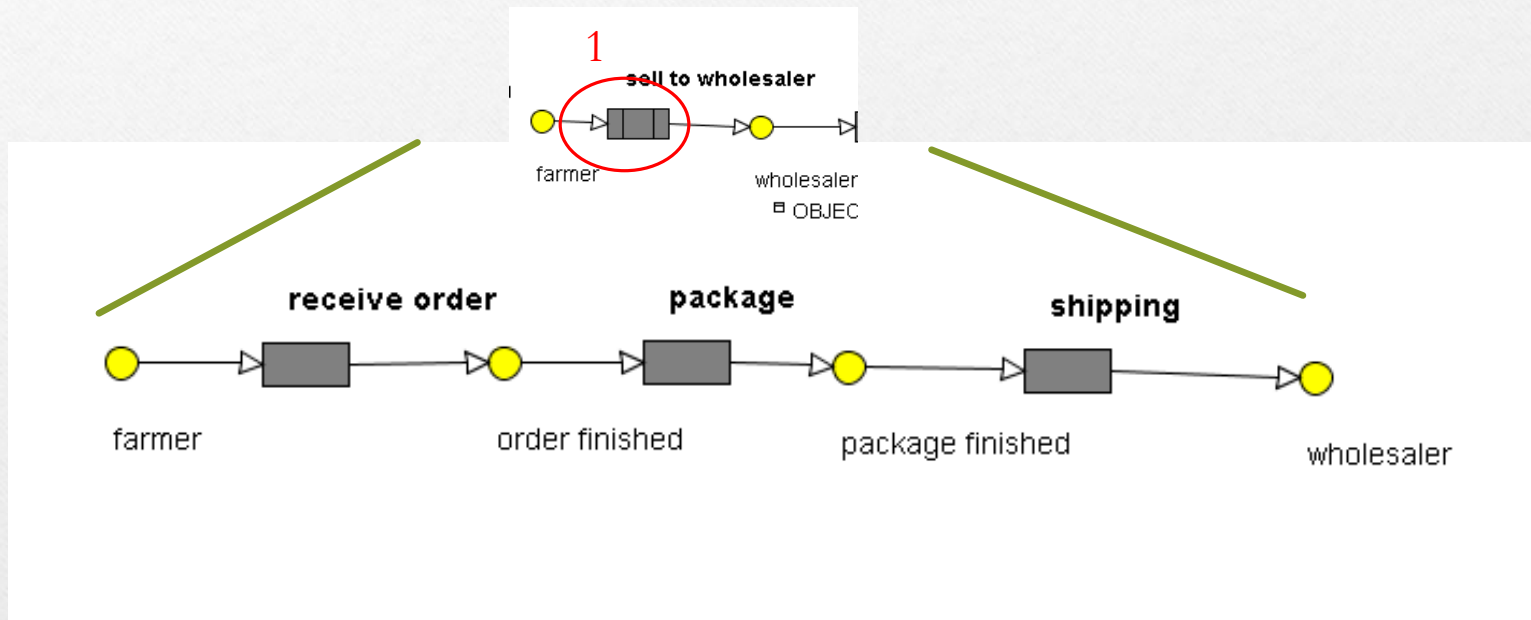 1
sell to wholesaler
farmer
wholesaler
OBJEC
receive order
package
shipping
farmer
order finished
package finished
wholesaler